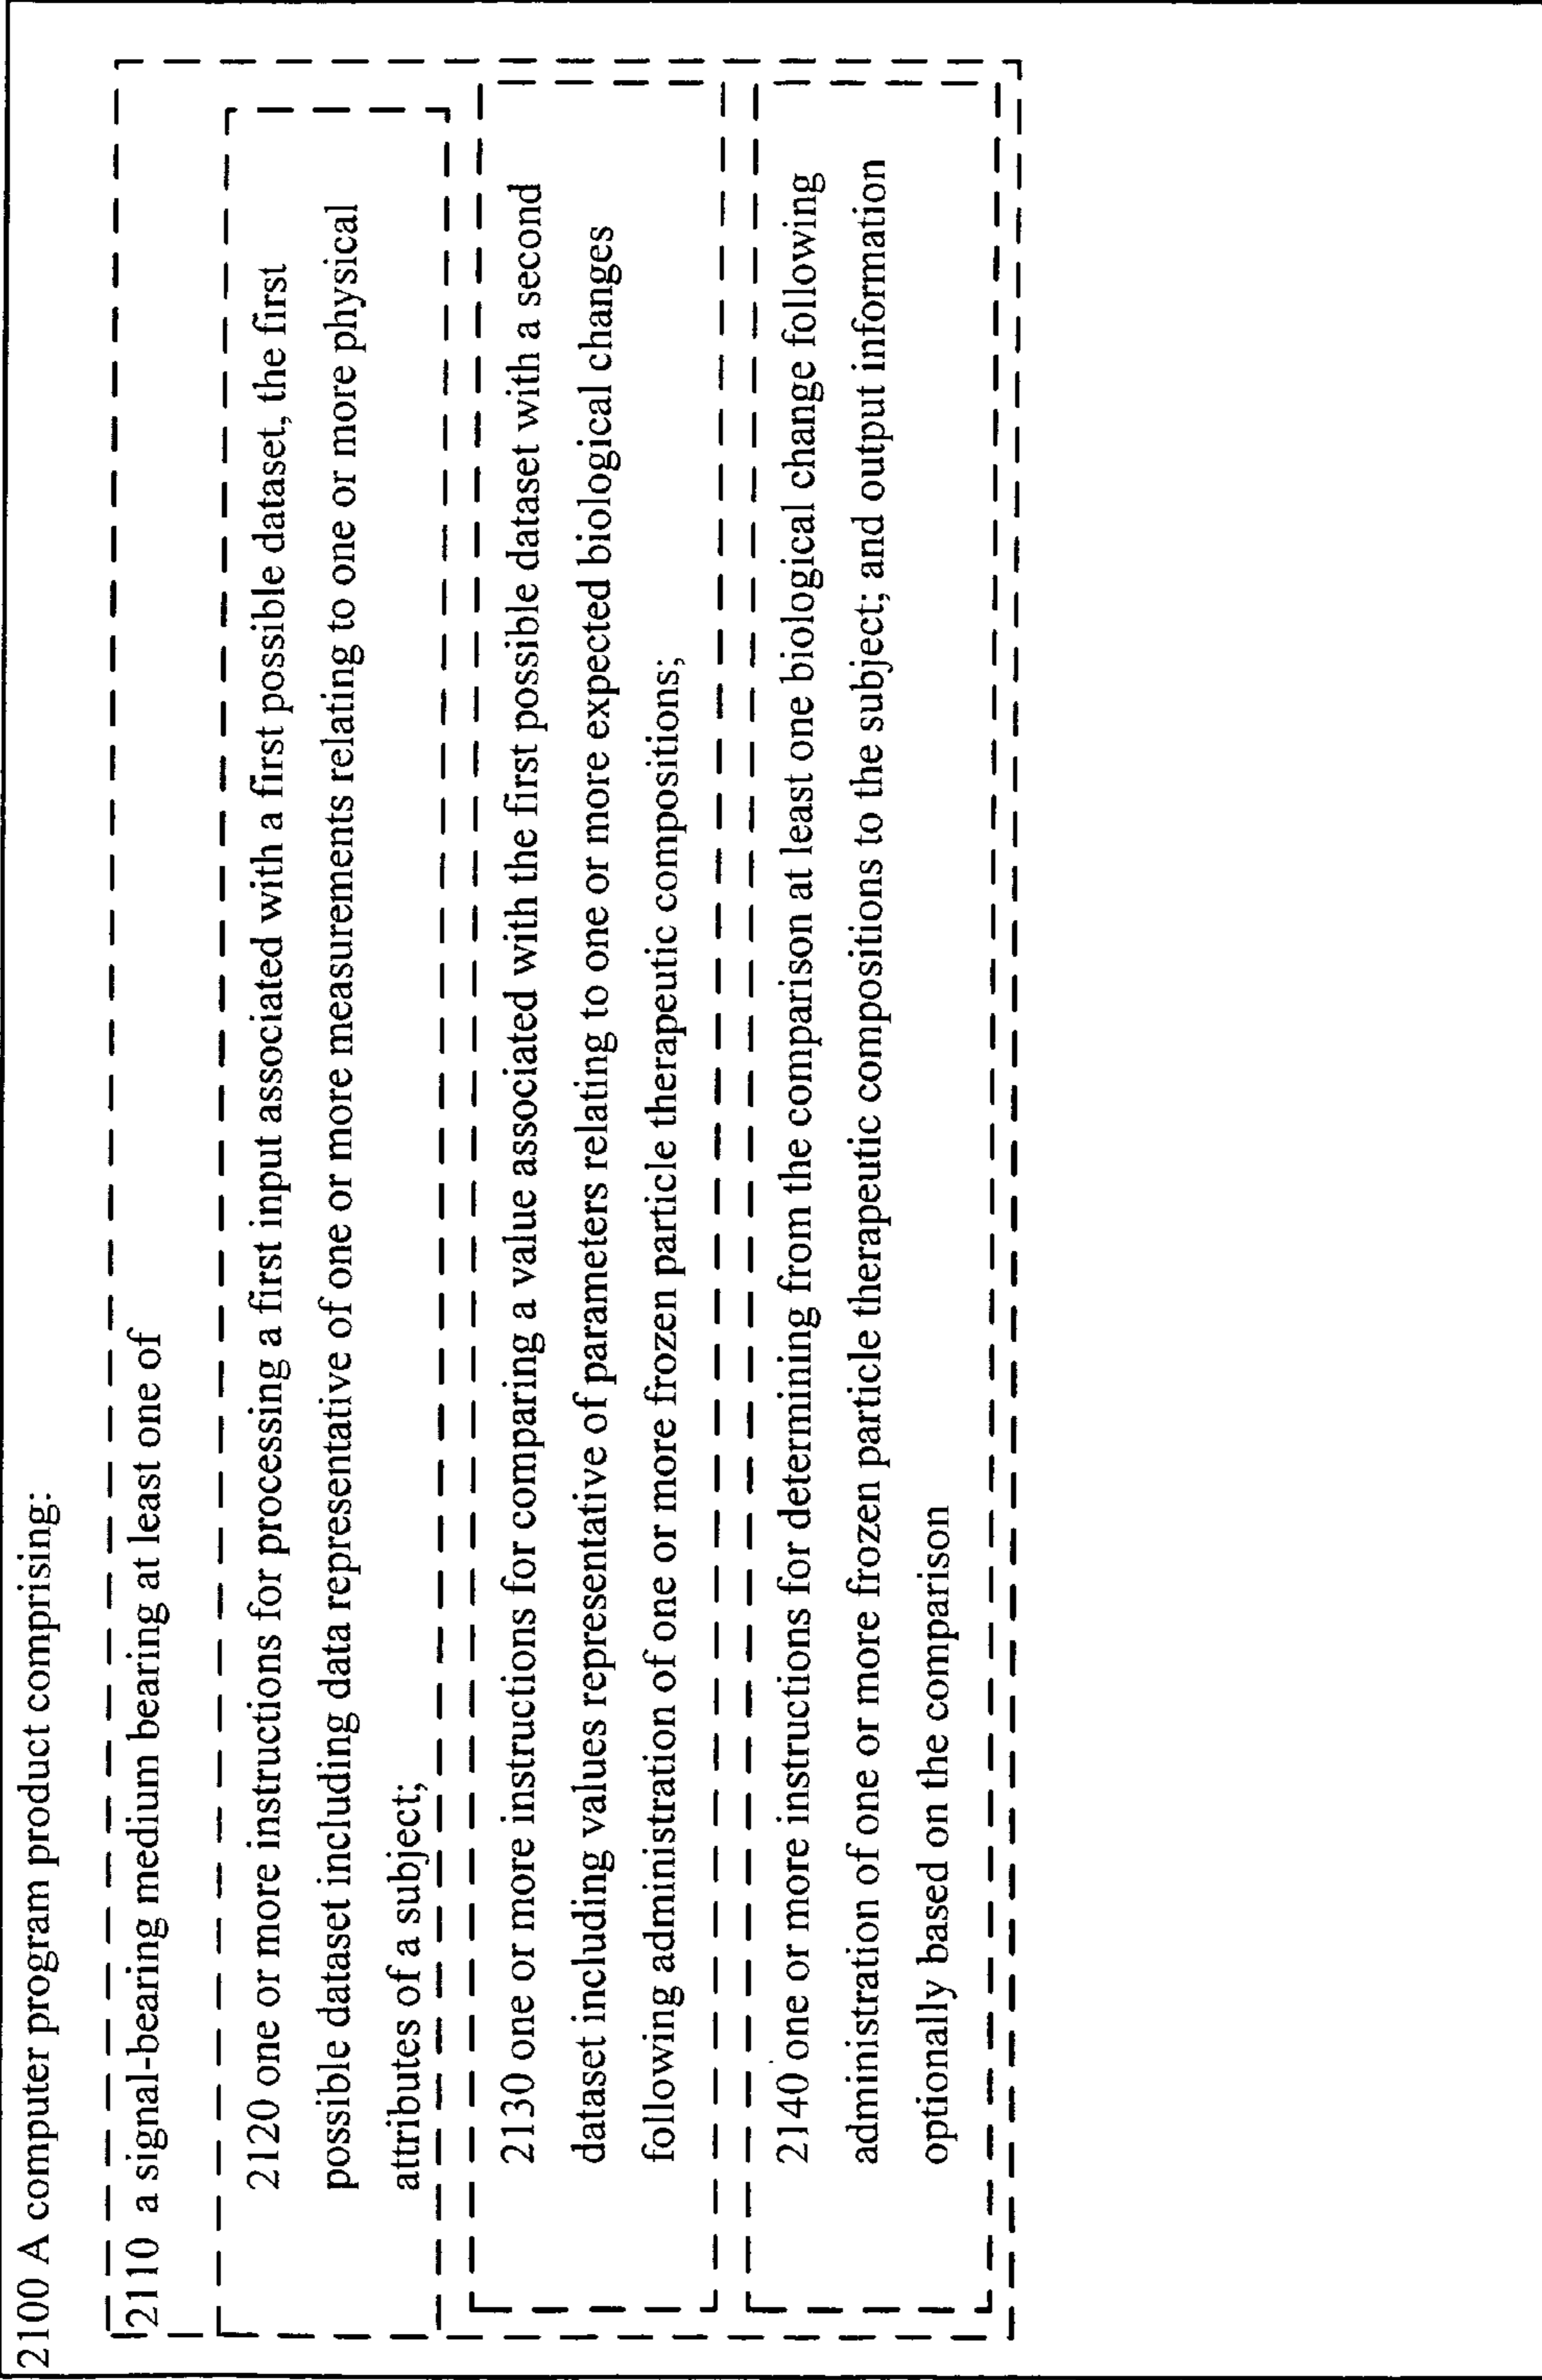 2100 A computer program product comprising:
2110 a signal-bearing medium bearing at least one of
2120 one or more instructions for processing a first input associated with a first possible dataset, the first
possible dataset including data representative of one or more measurements relating to one or more physical
attributes of a subject;
2130 one or more instructions for comparing a value associated with the first possible dataset with a second
dataset including values representative of parameters relating to one or more expected biological changes
following administration of one or more frozen particle therapeutic compositions;
2140 one or more instructions for determining from the comparison at least one biological change following
administration of one or more frozen particle therapeutic compositions to the subject; and output information
optionally based on the comparison